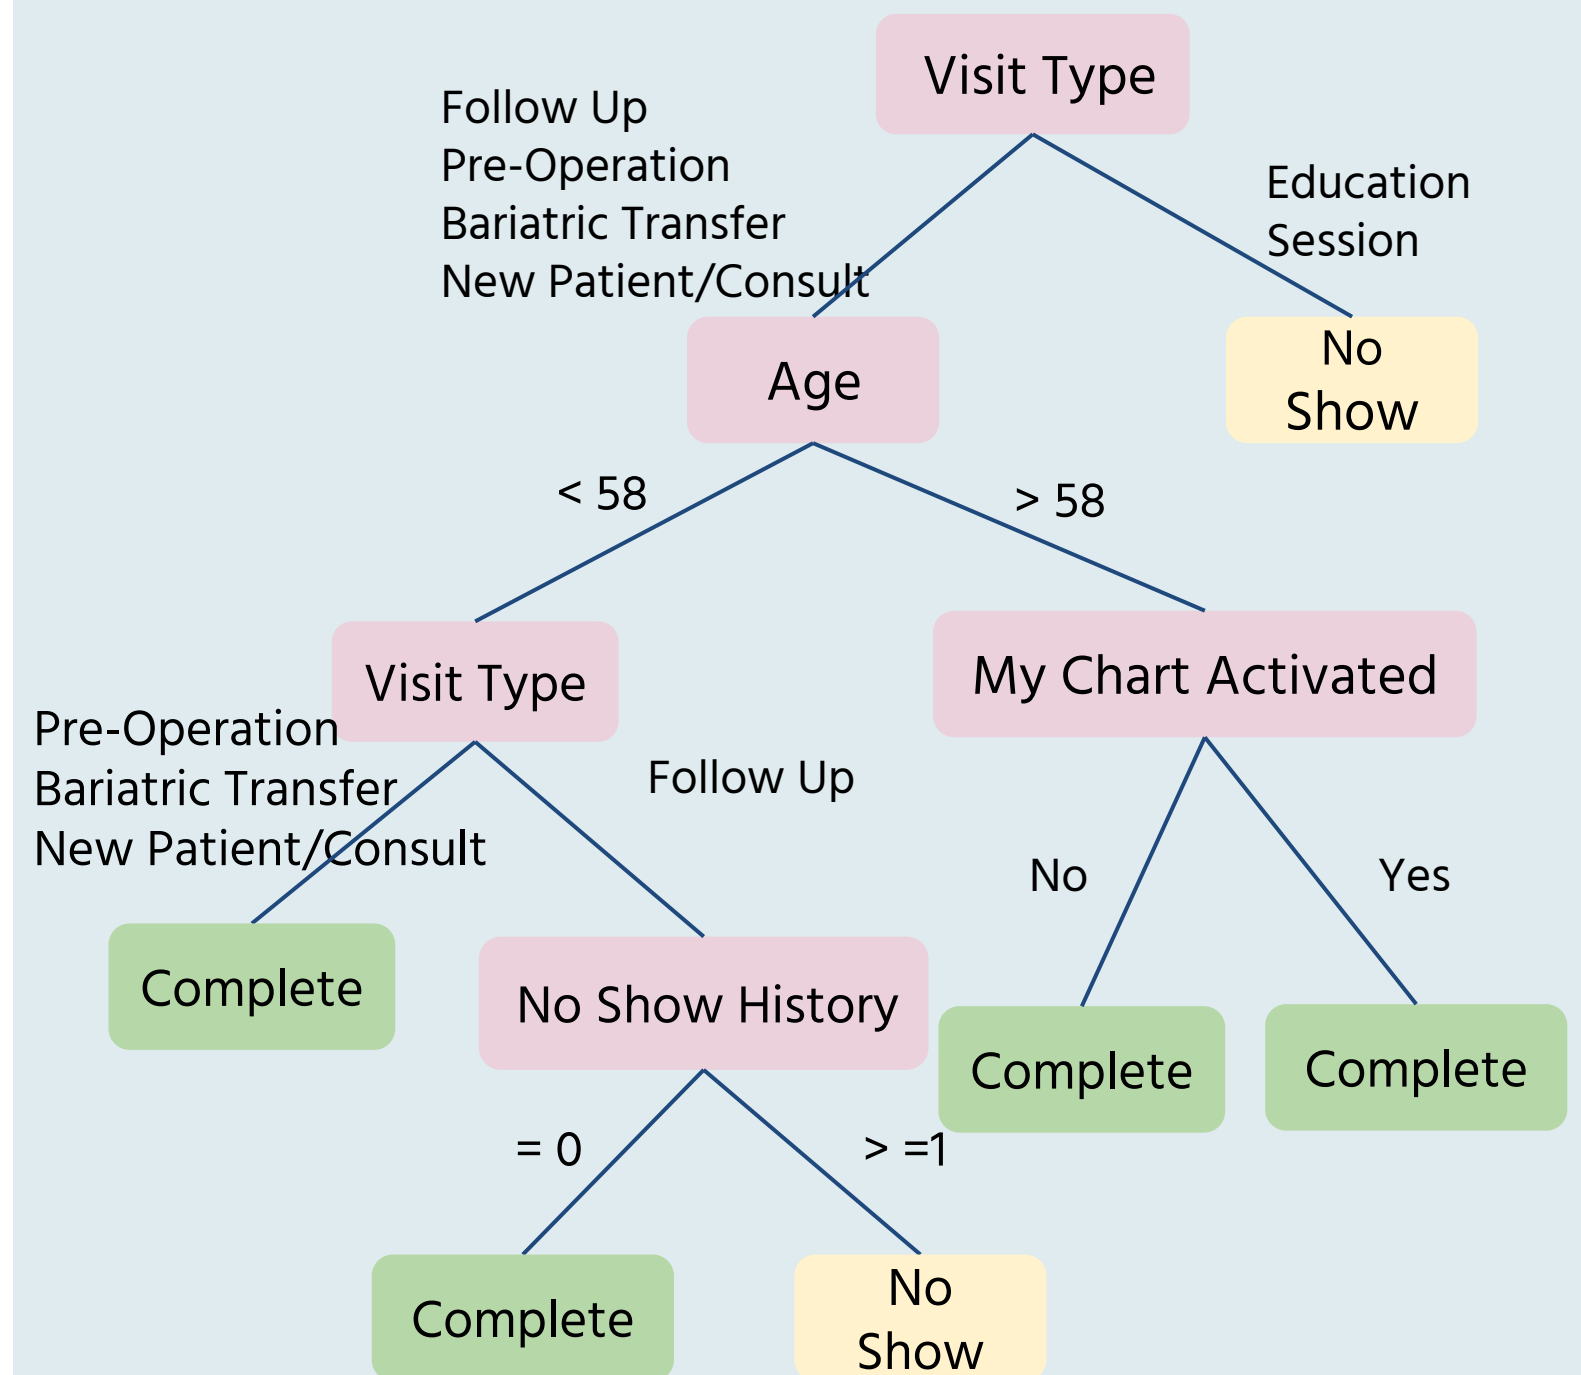 Visit Type
Follow Up
Pre-Operation
Bariatric Transfer
New Patient/Consult
Education
Session
Age
No
Show
< 58
> 58
Visit Type
My Chart Activated
Pre-Operation
Bariatric Transfer
New Patient/Consult
Follow Up
No
Yes
Complete
No Show History
Complete
Complete
= 0
> =1
Complete
No
Show